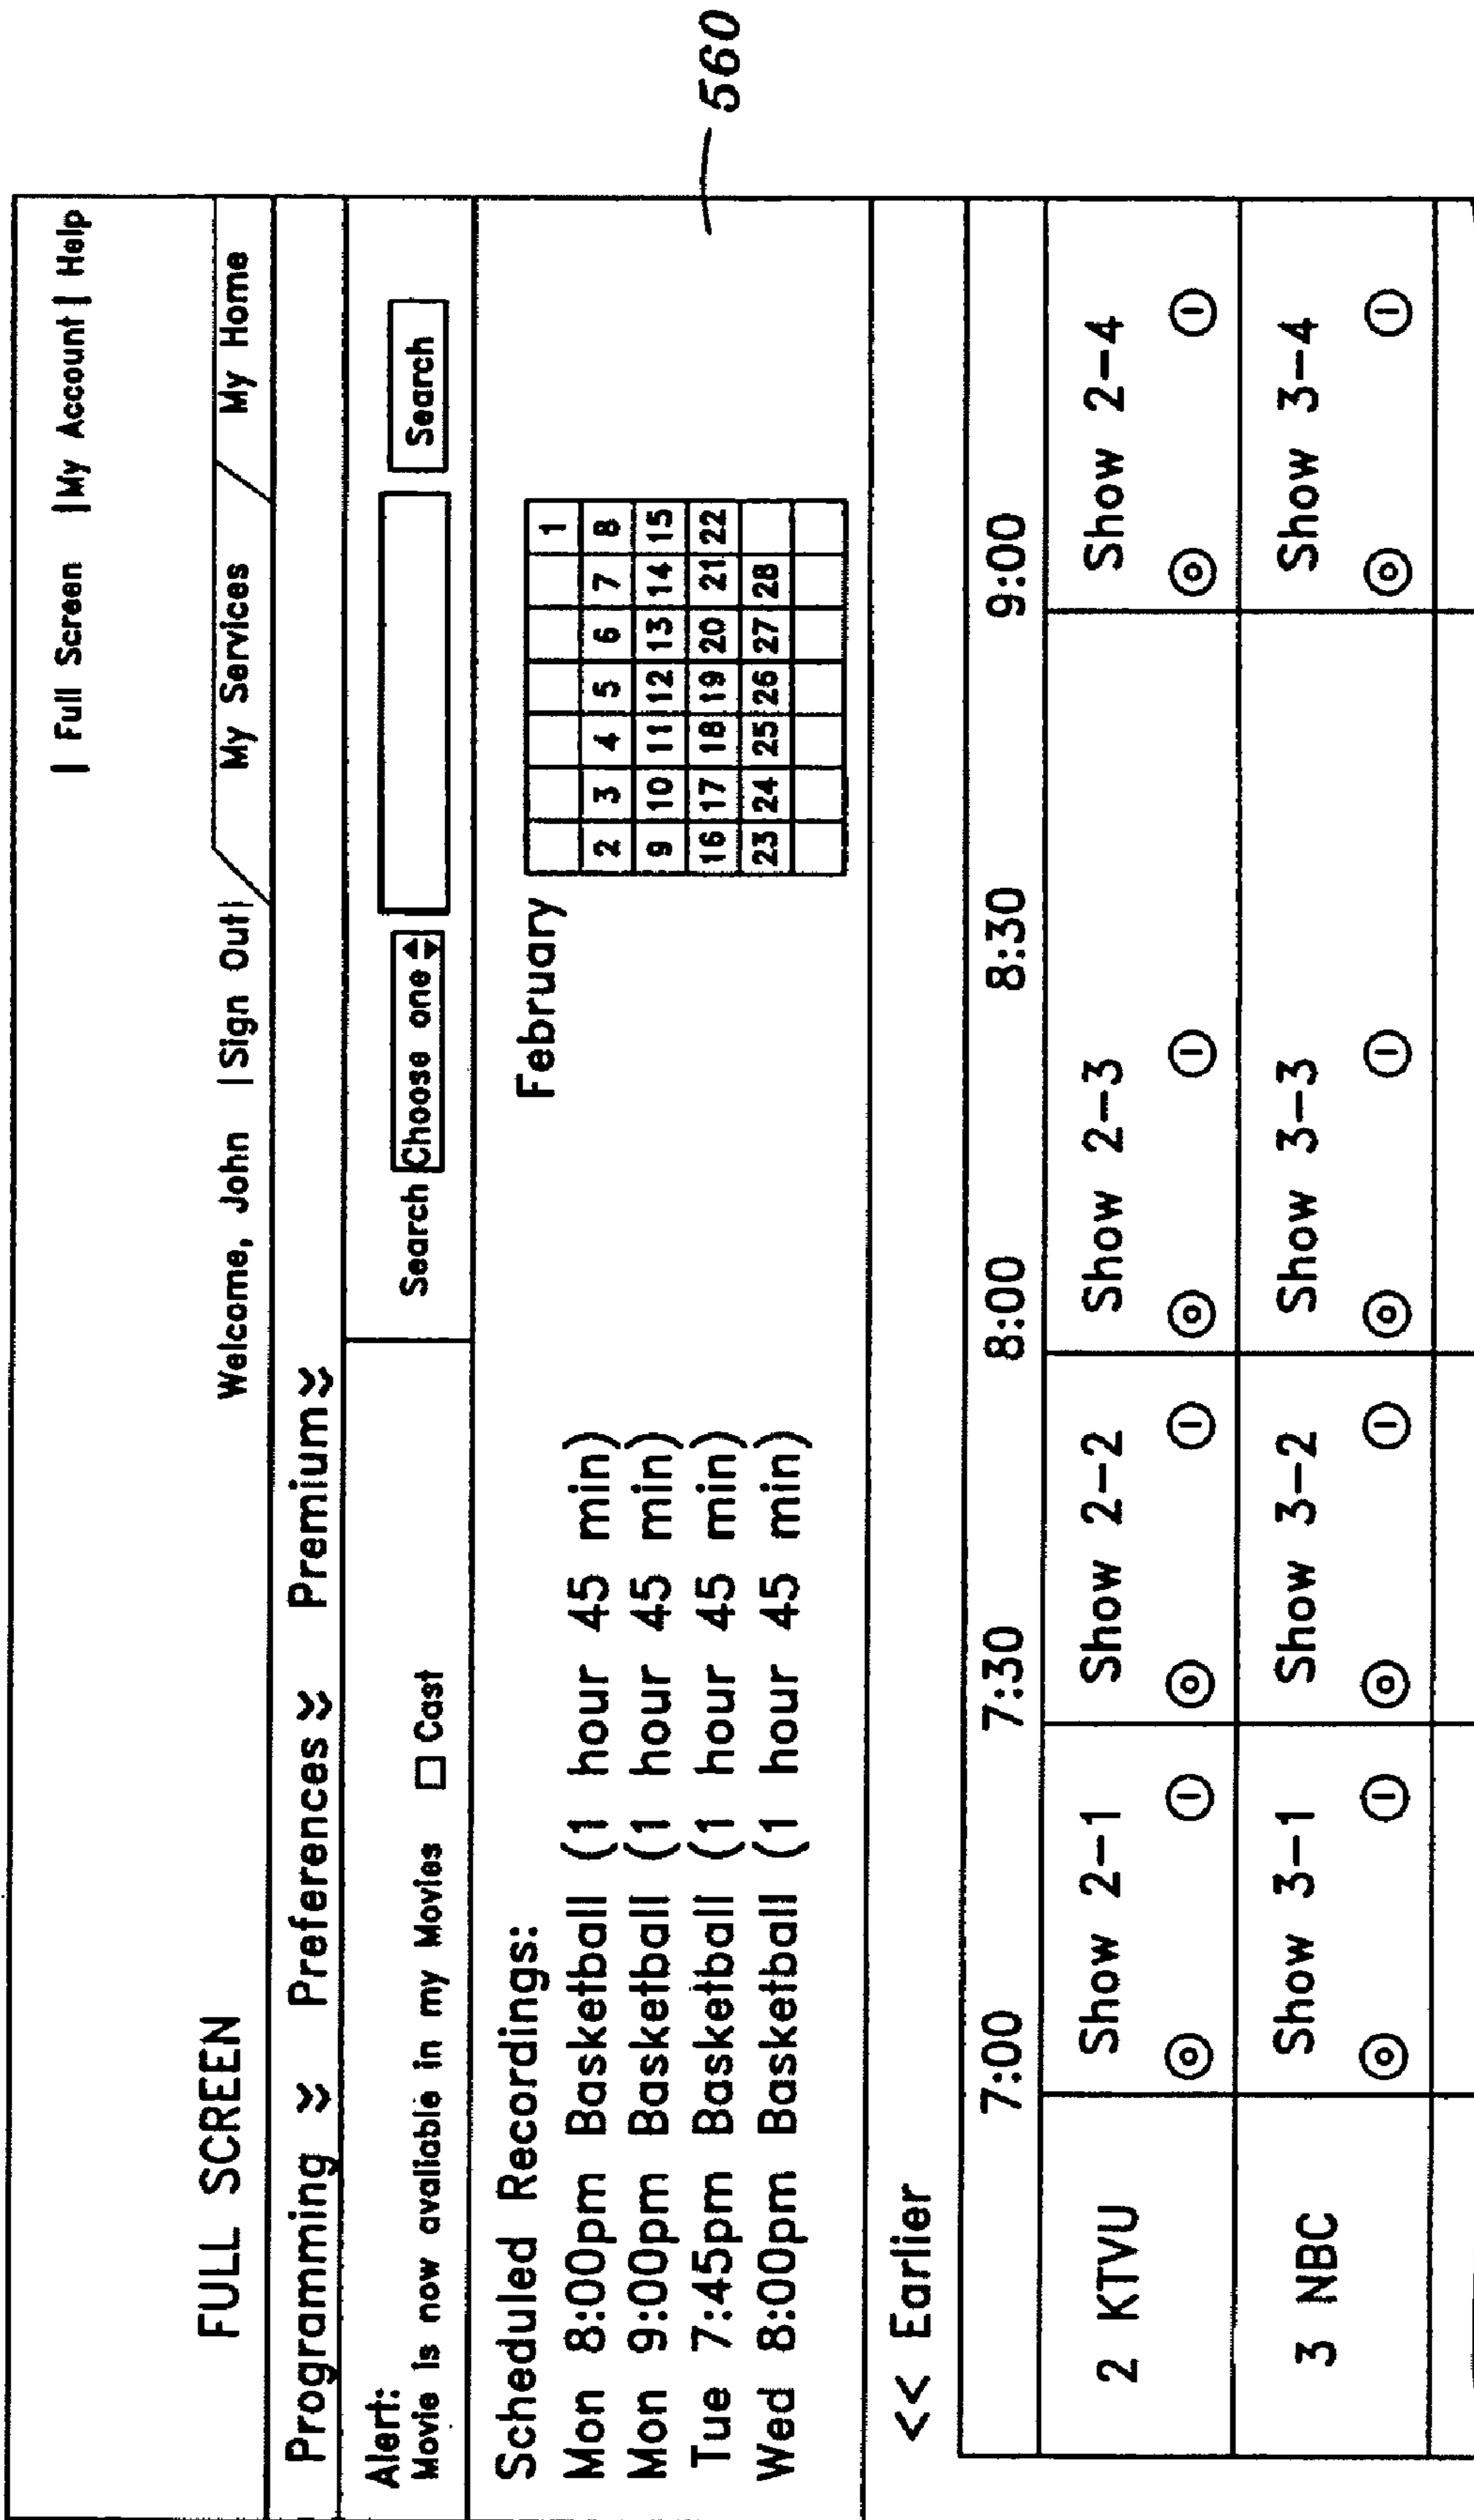 | Full Screen |My Account| Help
FULL SCREEN Welcome, John |Sign Out| My Services My Home
Programming >> Preferences >> Premium >>
Alert:
Movie is now avaliable in my Movies □ Cast Search Choose one Search
Scheduled Recordings: February
Mon 8:00pm Basketball (1 hour 45 min)
Mon 9:00pm Basketball (1 hour 45 min)
Tue 7:45pm Basketball (1 hour 45 min)
Wed 8:00pm Basketball (1 hour 45 min)
1
2 3 4 5 6 7 8
9 10 11 12 13 14 15
16 17 18 19 20 21 22
23 24 25 26 27 28
560
<< Earlier
7:00 7:30 8:00 8:30 9:00
2 KTVU Show 2-1 Show 2-2 Show 2-3 Show 2-4
3 NBC Show 3-1 Show 3-2 Show 3-3 Show 3-4